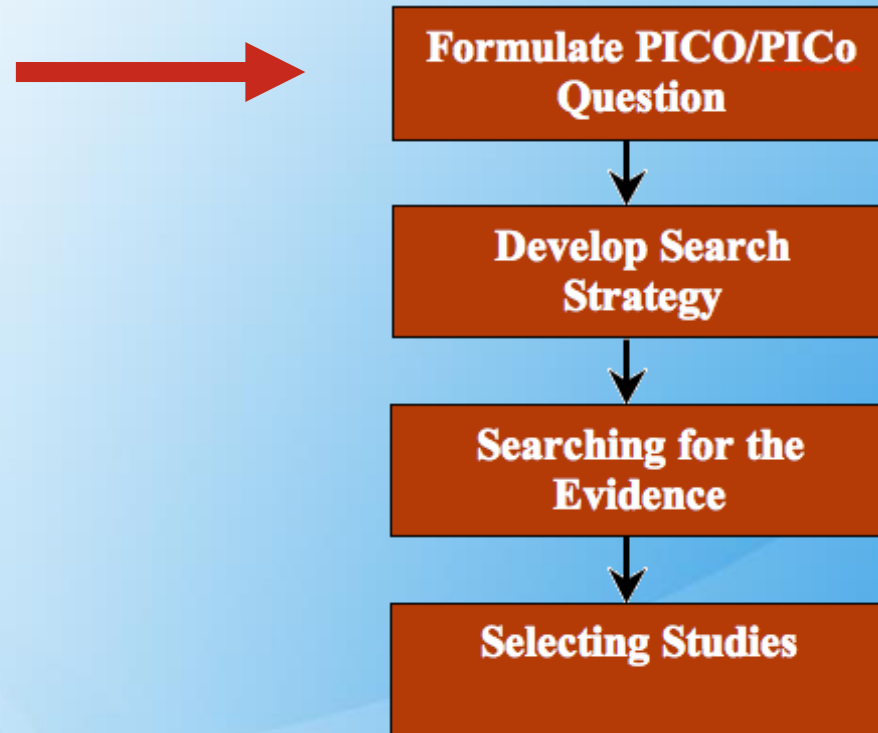 Formulate PICO/PICo
Question
Develop Search
Strategy
Searching for the
Evidence
Selecting Studies